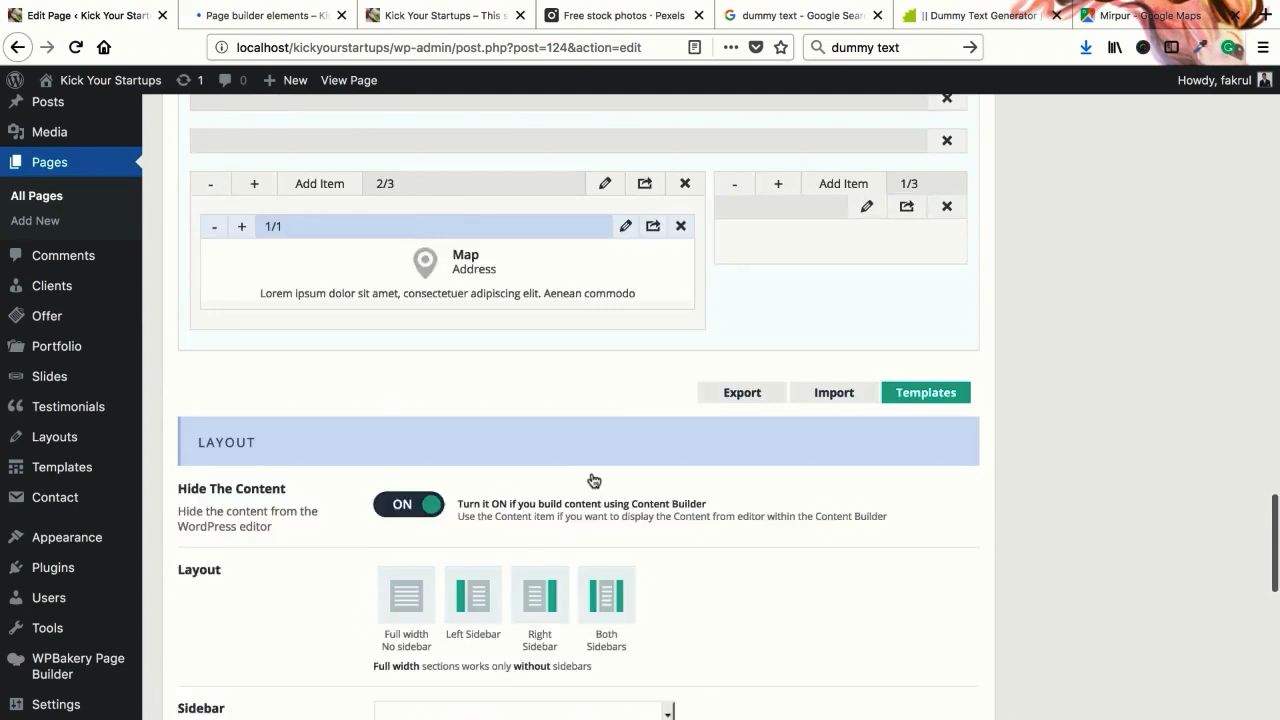 Edit Page ‹ Kick Your Startups
Page builder elements – Ki
Kick Your Startups – This s
Free stock photos · Pexels
dummy text - Google Sear
|| Dummy Text Generator |
Mirpur - Google Maps
localhost/kickyourstartups/wp-admin/post.php?post=124&action=edit
dummy text
Kick Your Startups
1
0
New
View Page
Howdy, fakrul
Posts
Media
Pages
All Pages
Add New
Comments
Clients
Offer
Portfolio
Slides
Testimonials
Layouts
Templates
Contact
Appearance
Plugins
Users
Tools
WPBakery Page
Builder
Settings
- + Add Item 2/3
- + Add Item 1/3
- + 1/1
Map
Address
Lorem ipsum dolor sit amet, consectetuer adipiscing elit. Aenean commodo
Export
Import
Templates
LAYOUT
Hide The Content
Hide the content from the
WordPress editor
ON
Turn it ON if you build content using Content Builder
Use the Content item if you want to display the Content from editor within the Content Builder
Layout
Full width
No sidebar
Left Sidebar
Right
Sidebar
Both
Sidebars
Full width sections works only without sidebars
Sidebar